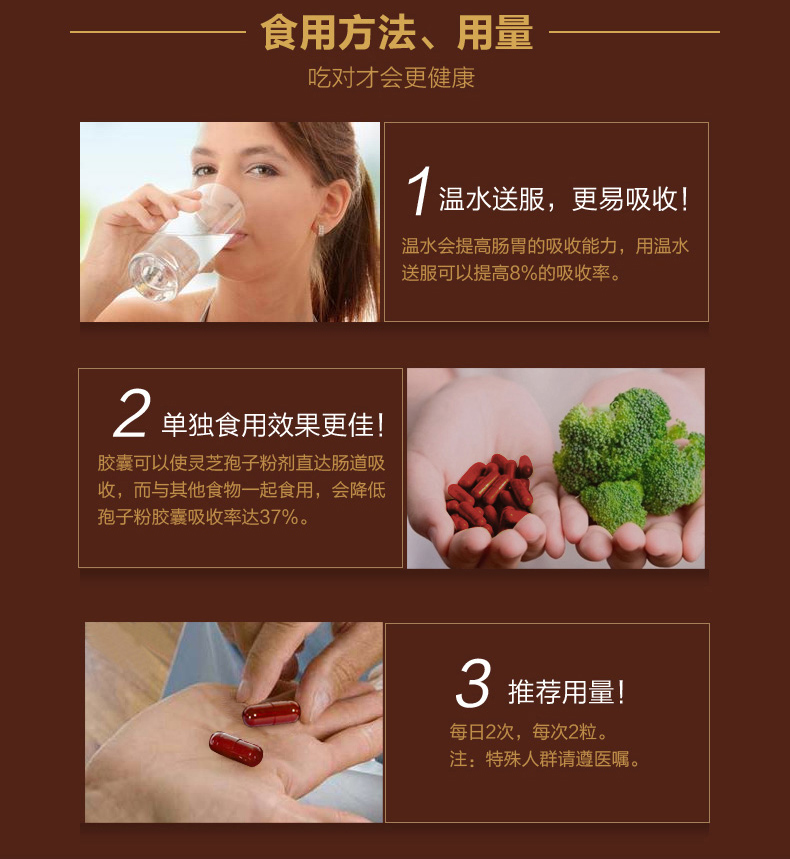 食用方法、用量
吃对才会更健康
1 温水送服，更易吸收！
温水会提高肠胃的吸收能力，用温水
送服可以提高8%的吸收率。
2 单独食用效果更佳！
胶囊可以使灵芝孢子粉剂直达肠道吸
收，而与其他食物一起食用，会降低
孢子粉胶囊吸收率达37%。
3 推荐用量！
每日2次，每次2粒。
注：特殊人群请遵医嘱。